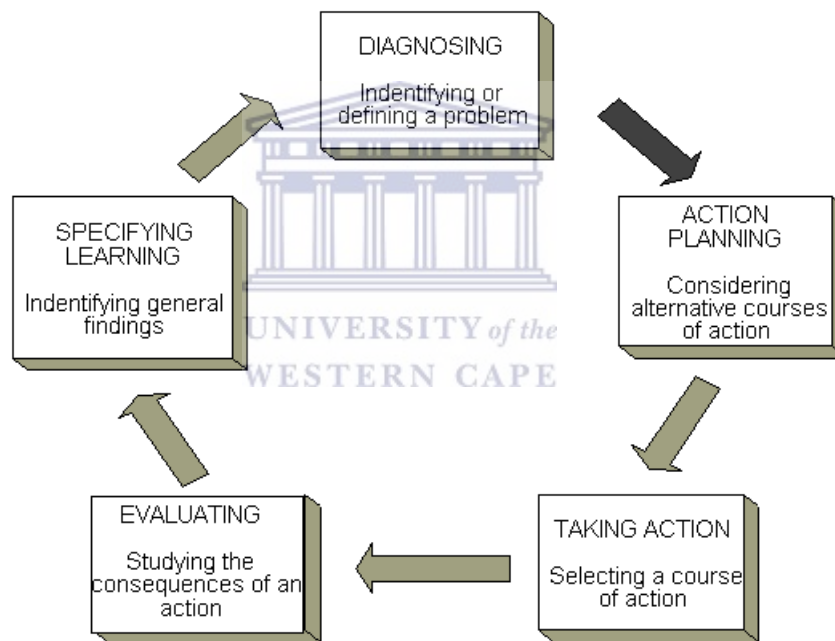 DIAGNOSING
Indentifying or
defining a problem
ACTION
PLANNING
Considering
alternative courses
of action
TAKING ACTION
Selecting a course
of action
EVALUATING
Studying the
consequences of an
action
SPECIFYING
LEARNING
Indentifying general
findings
UNIVERSITY of the
WESTERN CAPE